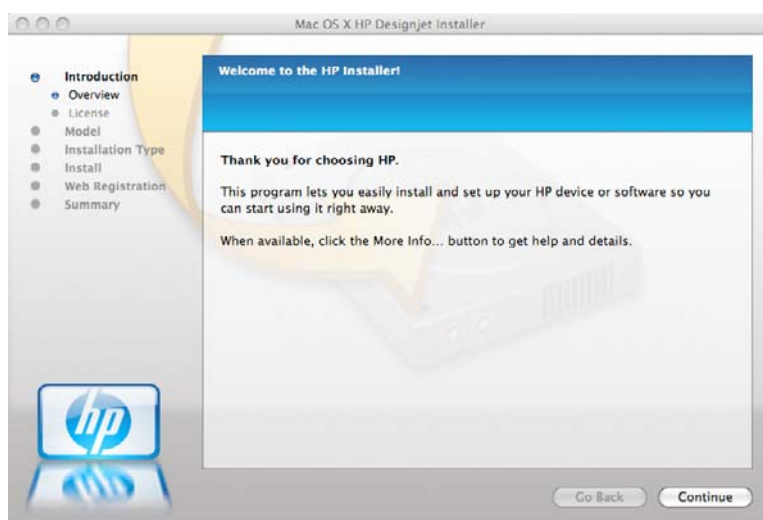 Mac OS X HP Designjet Installer
Introduction
Overview
License
Model
Installation Type
Install
Web Registration
Summary
Welcome to the HP Installer!
Thank you for choosing HP.
This program lets you easily install and set up your HP device or software so you
can start using it right away.
When available, click the More Info... button to get help and details.
hp
Go Back
Continue